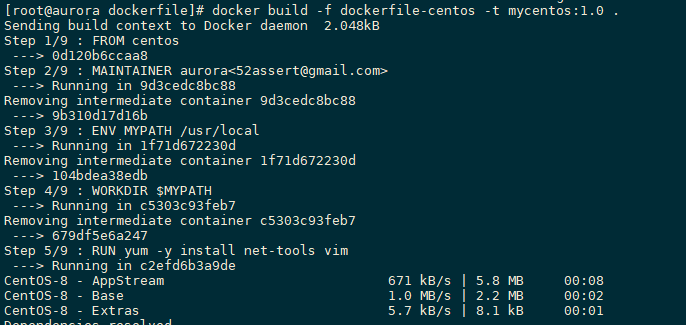 [root@aurora dockerfile]# docker build -f dockerfile-centos -t mycentos:1.0 .
Sending build context to Docker daemon  2.048kB
Step 1/9 : FROM centos
 ---> 0d120b6ccaa8
Step 2/9 : MAINTAINER aurora<52assert@gmail.com>
 ---> Running in 9d3cedc8bc88
Removing intermediate container 9d3cedc8bc88
 ---> 9b310d17d16b
Step 3/9 : ENV MYPATH /usr/local
 ---> Running in 1f71d672230d
Removing intermediate container 1f71d672230d
 ---> 104bdea38edb
Step 4/9 : WORKDIR $MYPATH
 ---> Running in c5303c93feb7
Removing intermediate container c5303c93feb7
 ---> 679df5e6a247
Step 5/9 : RUN yum -y install net-tools vim
 ---> Running in c2efd6b3a9de
CentOS-8 - AppStream                            671 kB/s | 5.8 MB     00:08
CentOS-8 - Base                                 1.0 MB/s | 2.2 MB     00:02
CentOS-8 - Extras                               5.7 kB/s | 8.1 kB     00:01
Dependencies resolved